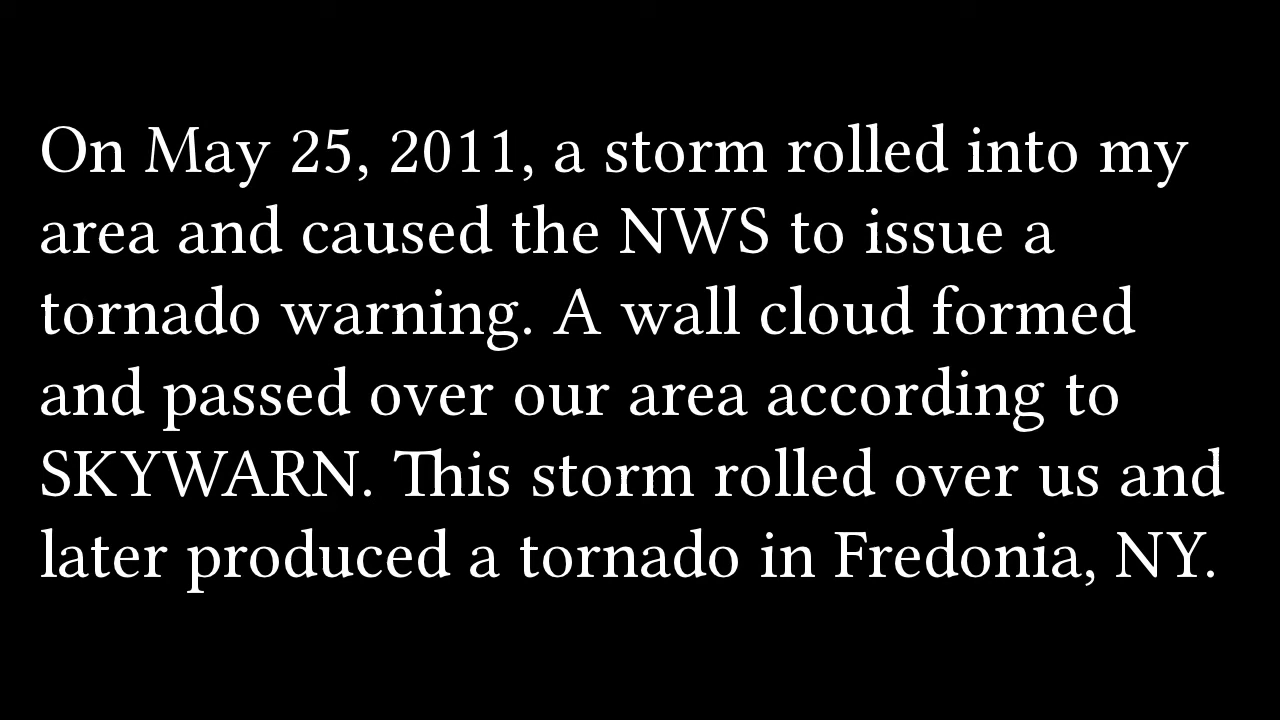 On May 25, 2011, a storm rolled into my
area and caused the NWS to issue a
tornado warning. A wall cloud formed
and passed over our area according to
SKYWARN. This storm rolled over us and
later produced a tornado in Fredonia, NY.